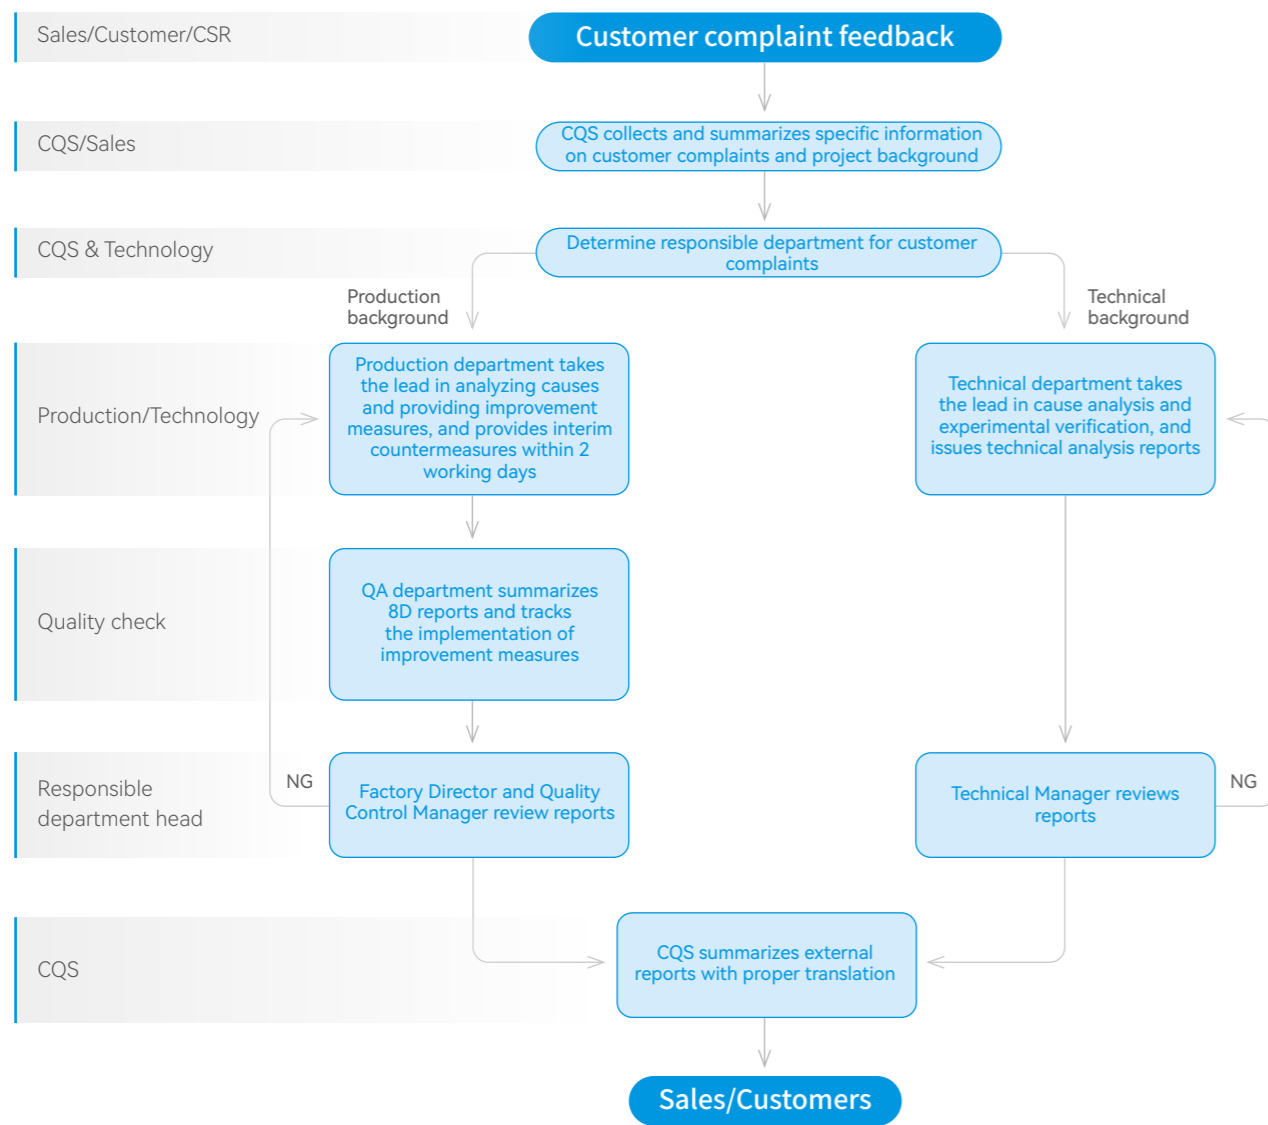 Sales/Customer/CSR
Customer complaint feedback
CQS/Sales
CQS collects and summarizes specific information
on customer complaints and project background
CQS & Technology
Determine responsible department for customer
complaints
Production
background
Technical
background
Production/Technology
Production department takes
the lead in analyzing causes
and providing improvement
measures, and provides interim
countermeasures within 2
working days
Technical department takes
the lead in cause analysis and
experimental verification, and
issues technical analysis reports
Quality check
QA department summarizes
8D reports and tracks
the implementation of
improvement measures
Responsible
department head
NG
Factory Director and Quality
Control Manager review reports
Technical Manager reviews
reports
NG
CQS
CQS summarizes external
reports with proper translation
Sales/Customers